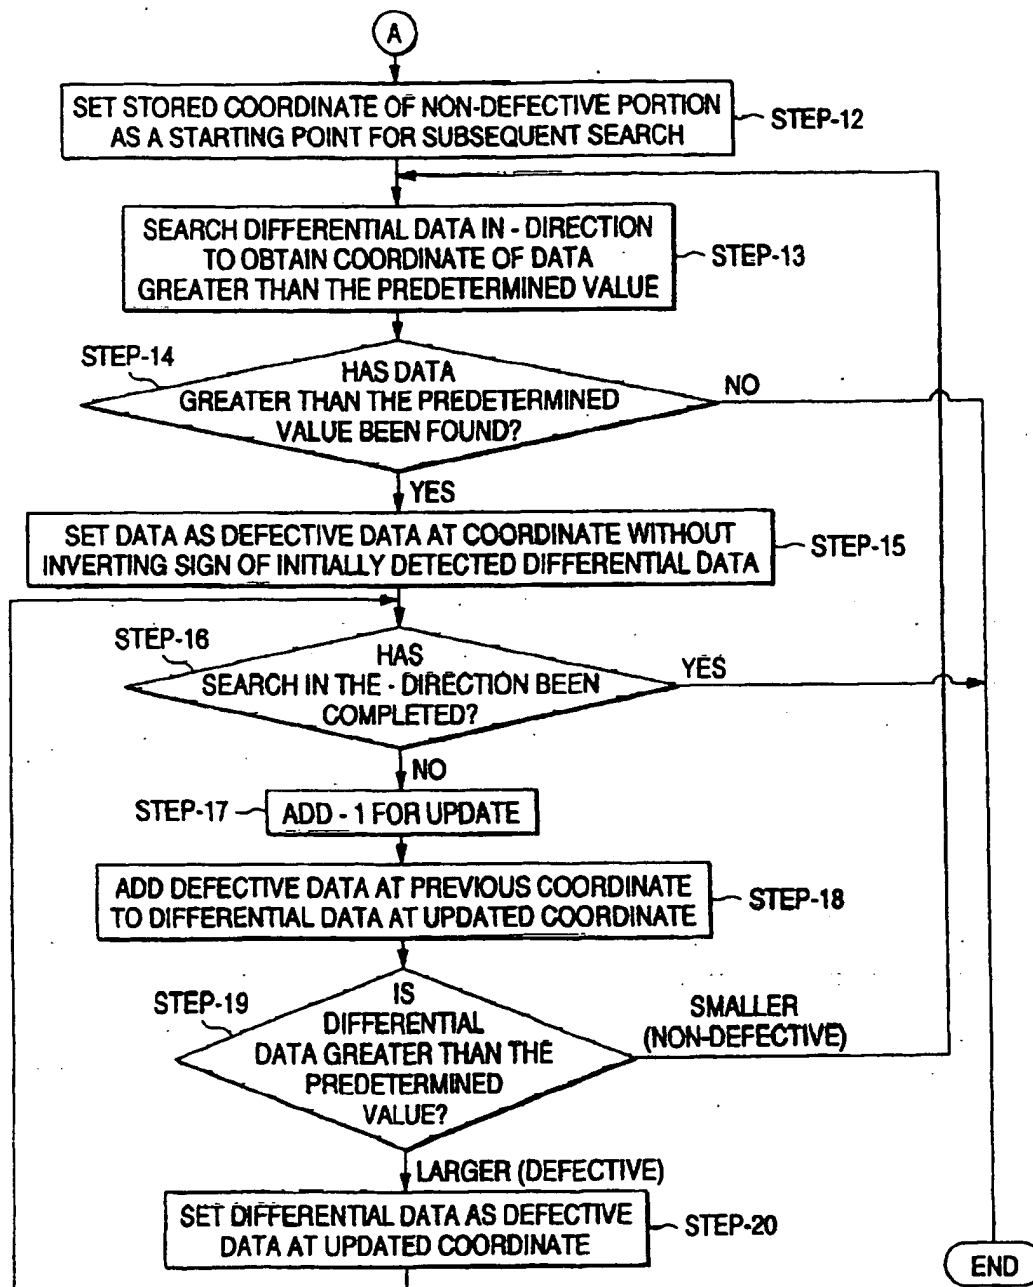 A
SET STORED COORDINATE OF NON-DEFECTIVE PORTION
AS A STARTING POINT FOR SUBSEQUENT SEARCH
STEP-12
SEARCH DIFFERENTIAL DATA IN - DIRECTION
TO OBTAIN COORDINATE OF DATA
GREATER THAN THE PREDETERMINED VALUE
STEP-13
STEP-14
HAS DATA
GREATER THAN THE PREDETERMINED
VALUE BEEN FOUND?
NO
YES
SET DATA AS DEFECTIVE DATA AT COORDINATE WITHOUT
INVERTING SIGN OF INITIALLY DETECTED DIFFERENTIAL DATA
STEP-15
STEP-16
HAS
SEARCH IN THE - DIRECTION BEEN
COMPLETED?
YES
NO
STEP-17
ADD - 1 FOR UPDATE
ADD DEFECTIVE DATA AT PREVIOUS COORDINATE
TO DIFFERENTIAL DATA AT UPDATED COORDINATE
STEP-18
STEP-19
IS
DIFFERENTIAL
DATA GREATER THAN THE
PREDETERMINED
VALUE?
SMALLER
(NON-DEFECTIVE)
LARGER (DEFECTIVE)
SET DIFFERENTIAL DATA AS DEFECTIVE
DATA AT UPDATED COORDINATE
STEP-20
END